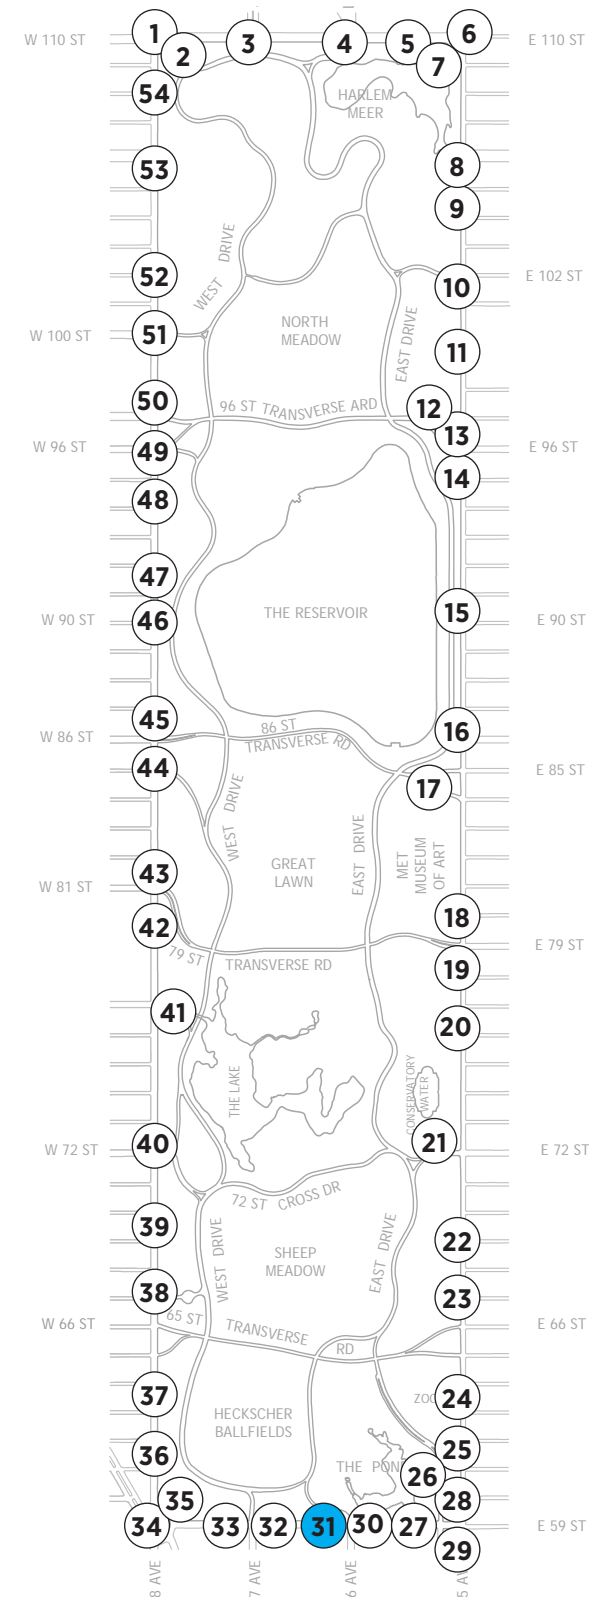 1
2
3
4
5
6
W 110 ST
E 110 ST
7
54
HARLEM
MEER
53
8
9
WEST DRIVE
52
E 102 ST
10
W 100 ST
51
NORTH
MEADOW
EAST DRIVE
11
50
96 ST TRANSVERSE ARD
12
13
W 96 ST
49
E 96 ST
14
48
47
W 90 ST
46
THE RESERVOIR
15
E 90 ST
45
86 ST
TRANSVERSE RD
16
W 86 ST
44
E 85 ST
17
WEST DRIVE
EAST DRIVE
GREAT
LAWN
MET
MUSEUM
OF ART
43
W 81 ST
42
18
79 ST
TRANSVERSE RD
E 79 ST
19
41
20
THE LAKE
CONSERVATORY
WATER
W 72 ST
40
21
E 72 ST
72 ST CROSS DR
39
WEST DRIVE
SHEEP
MEADOW
EAST DRIVE
22
38
23
W 66 ST
65 ST TRANSVERSE RD
E 66 ST
37
HECKSCHER
BALLFIELDS
ZOO
24
36
THE PON
25
26
35
28
34
33
32
31
30
27
E 59 ST
29
8 AVE
7 AVE
6 AVE
5 AV